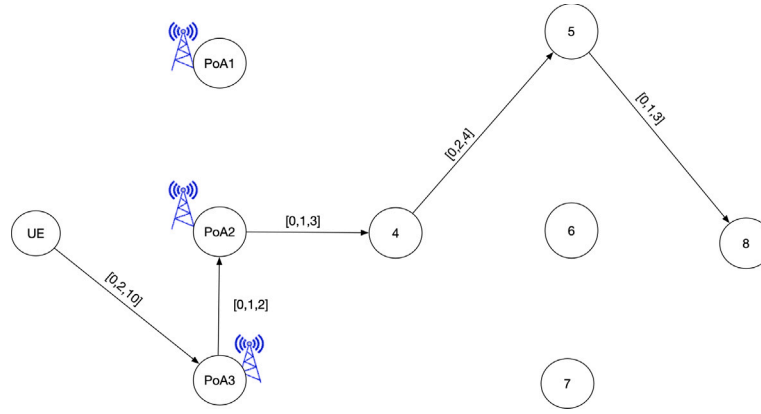 5
PoA1
[0,1,3]
[0,2,4]
PoA2
[0,1,3]
4
6
UE
8
[0,2,10]
[0,1,2]
PoA3
7